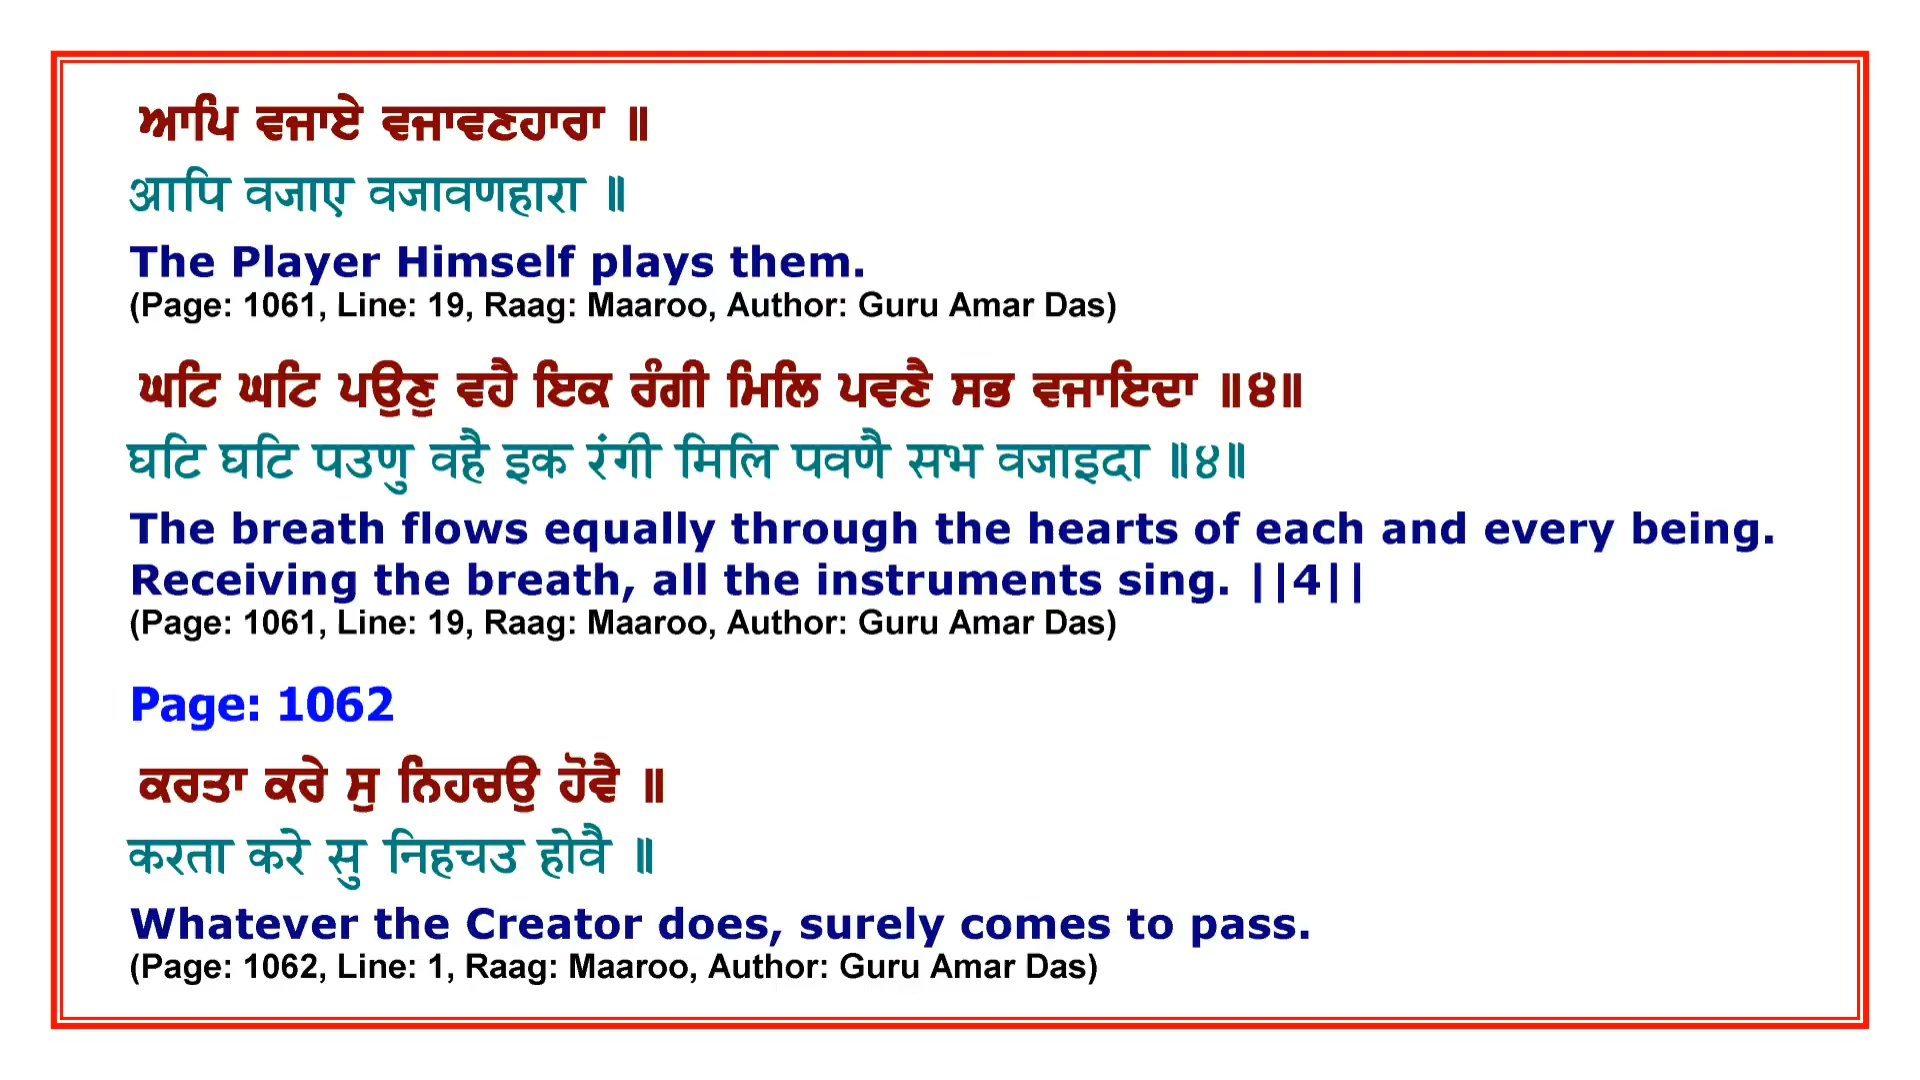 ਆਪਿ ਵਜਾਏ ਵਜਾਵਣਹਾਰਾ ॥
आपि वजाए वजावणहारा ॥
The Player Himself plays them.
(Page: 1061, Line: 19, Raag: Maaroo, Author: Guru Amar Das)
ਘਟਿ ਘਟਿ ਪਉਣੁ ਵਹੈ ਇਕ ਰੰਗੀ ਮਿਲਿ ਪਵਣੈ ਸਭ ਵਜਾਇਦਾ ॥੪॥
घटि घटि पउणु वहै इक रंगी मिलि पवणै सभ वजाइदा ॥४॥
The breath flows equally through the hearts of each and every being.
Receiving the breath, all the instruments sing. ||4||
(Page: 1061, Line: 19, Raag: Maaroo, Author: Guru Amar Das)
Page: 1062
ਕਰਤਾ ਕਰੇ ਸੁ ਨਿਹਚਉ ਹੋਵੈ ॥
करता करे सु निहचउ होवै ॥
Whatever the Creator does, surely comes to pass.
(Page: 1062, Line: 1, Raag: Maaroo, Author: Guru Amar Das)